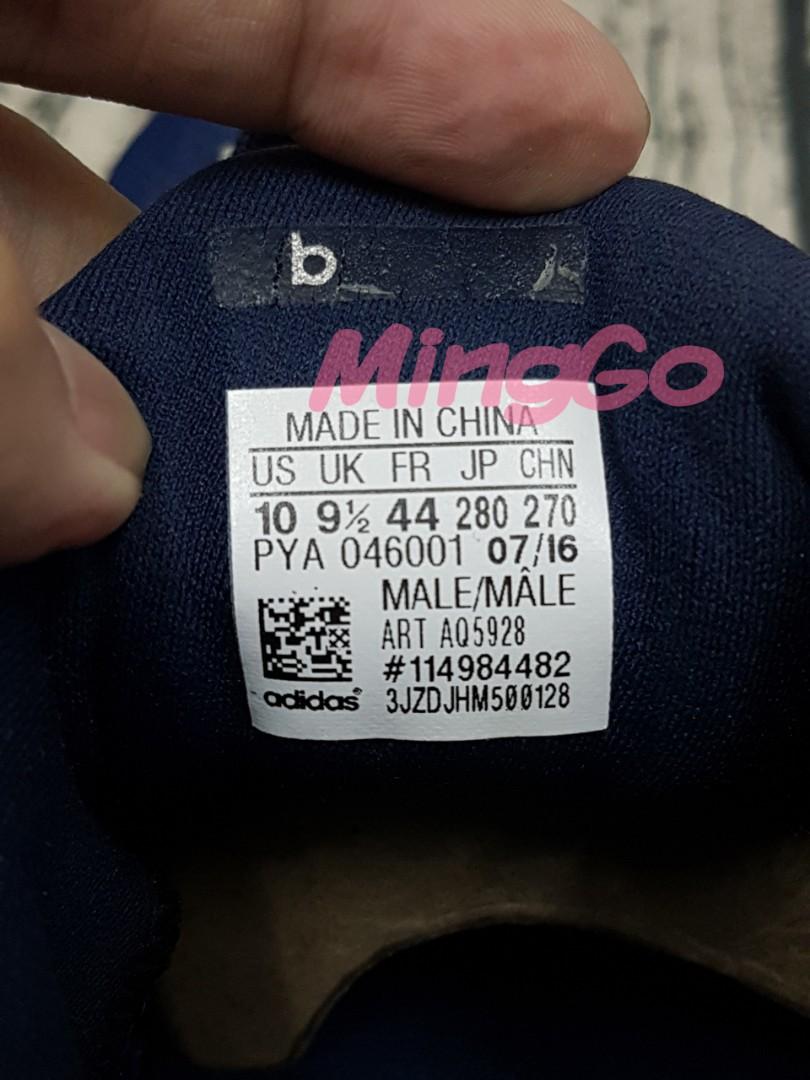 b
MingGo
MADE IN CHINA
US UK FR JP CHN
10 9½ 44 280 270
PYA 046001 07/16
MALE/MÂLE
ART AQ5928
#114984482
adidas® 3JZDJHM500128